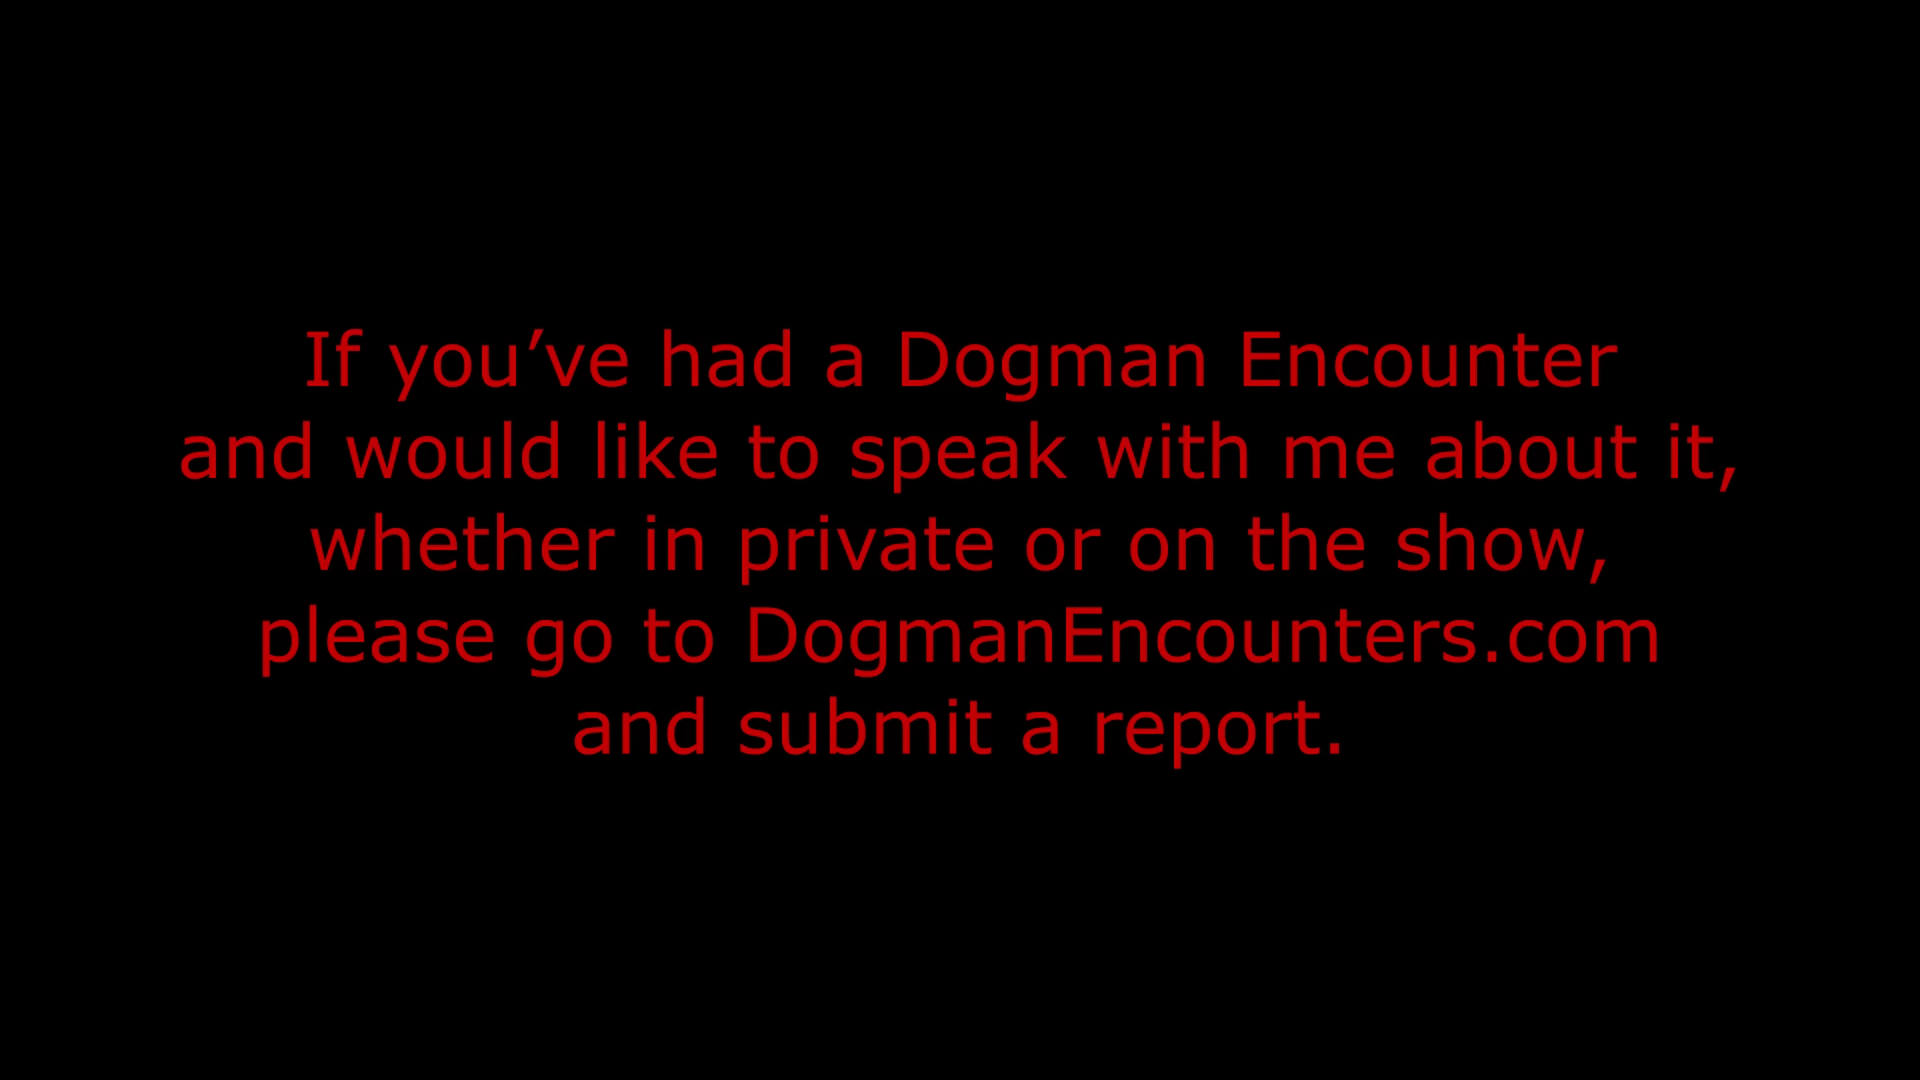 If you’ve had a Dogman Encounter
and would like to speak with me about it,
whether in private or on the show,
please go to DogmanEncounters.com
and submit a report.